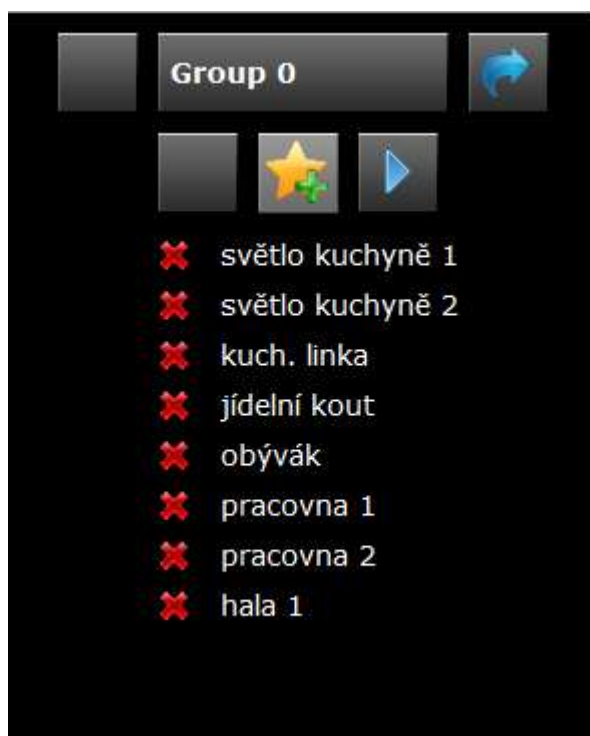 Group 0
světlo kuchyně 1
světlo kuchyně 2
kuch. linka
jídelní kout
obývák
pracovna 1
pracovna 2
hala 1